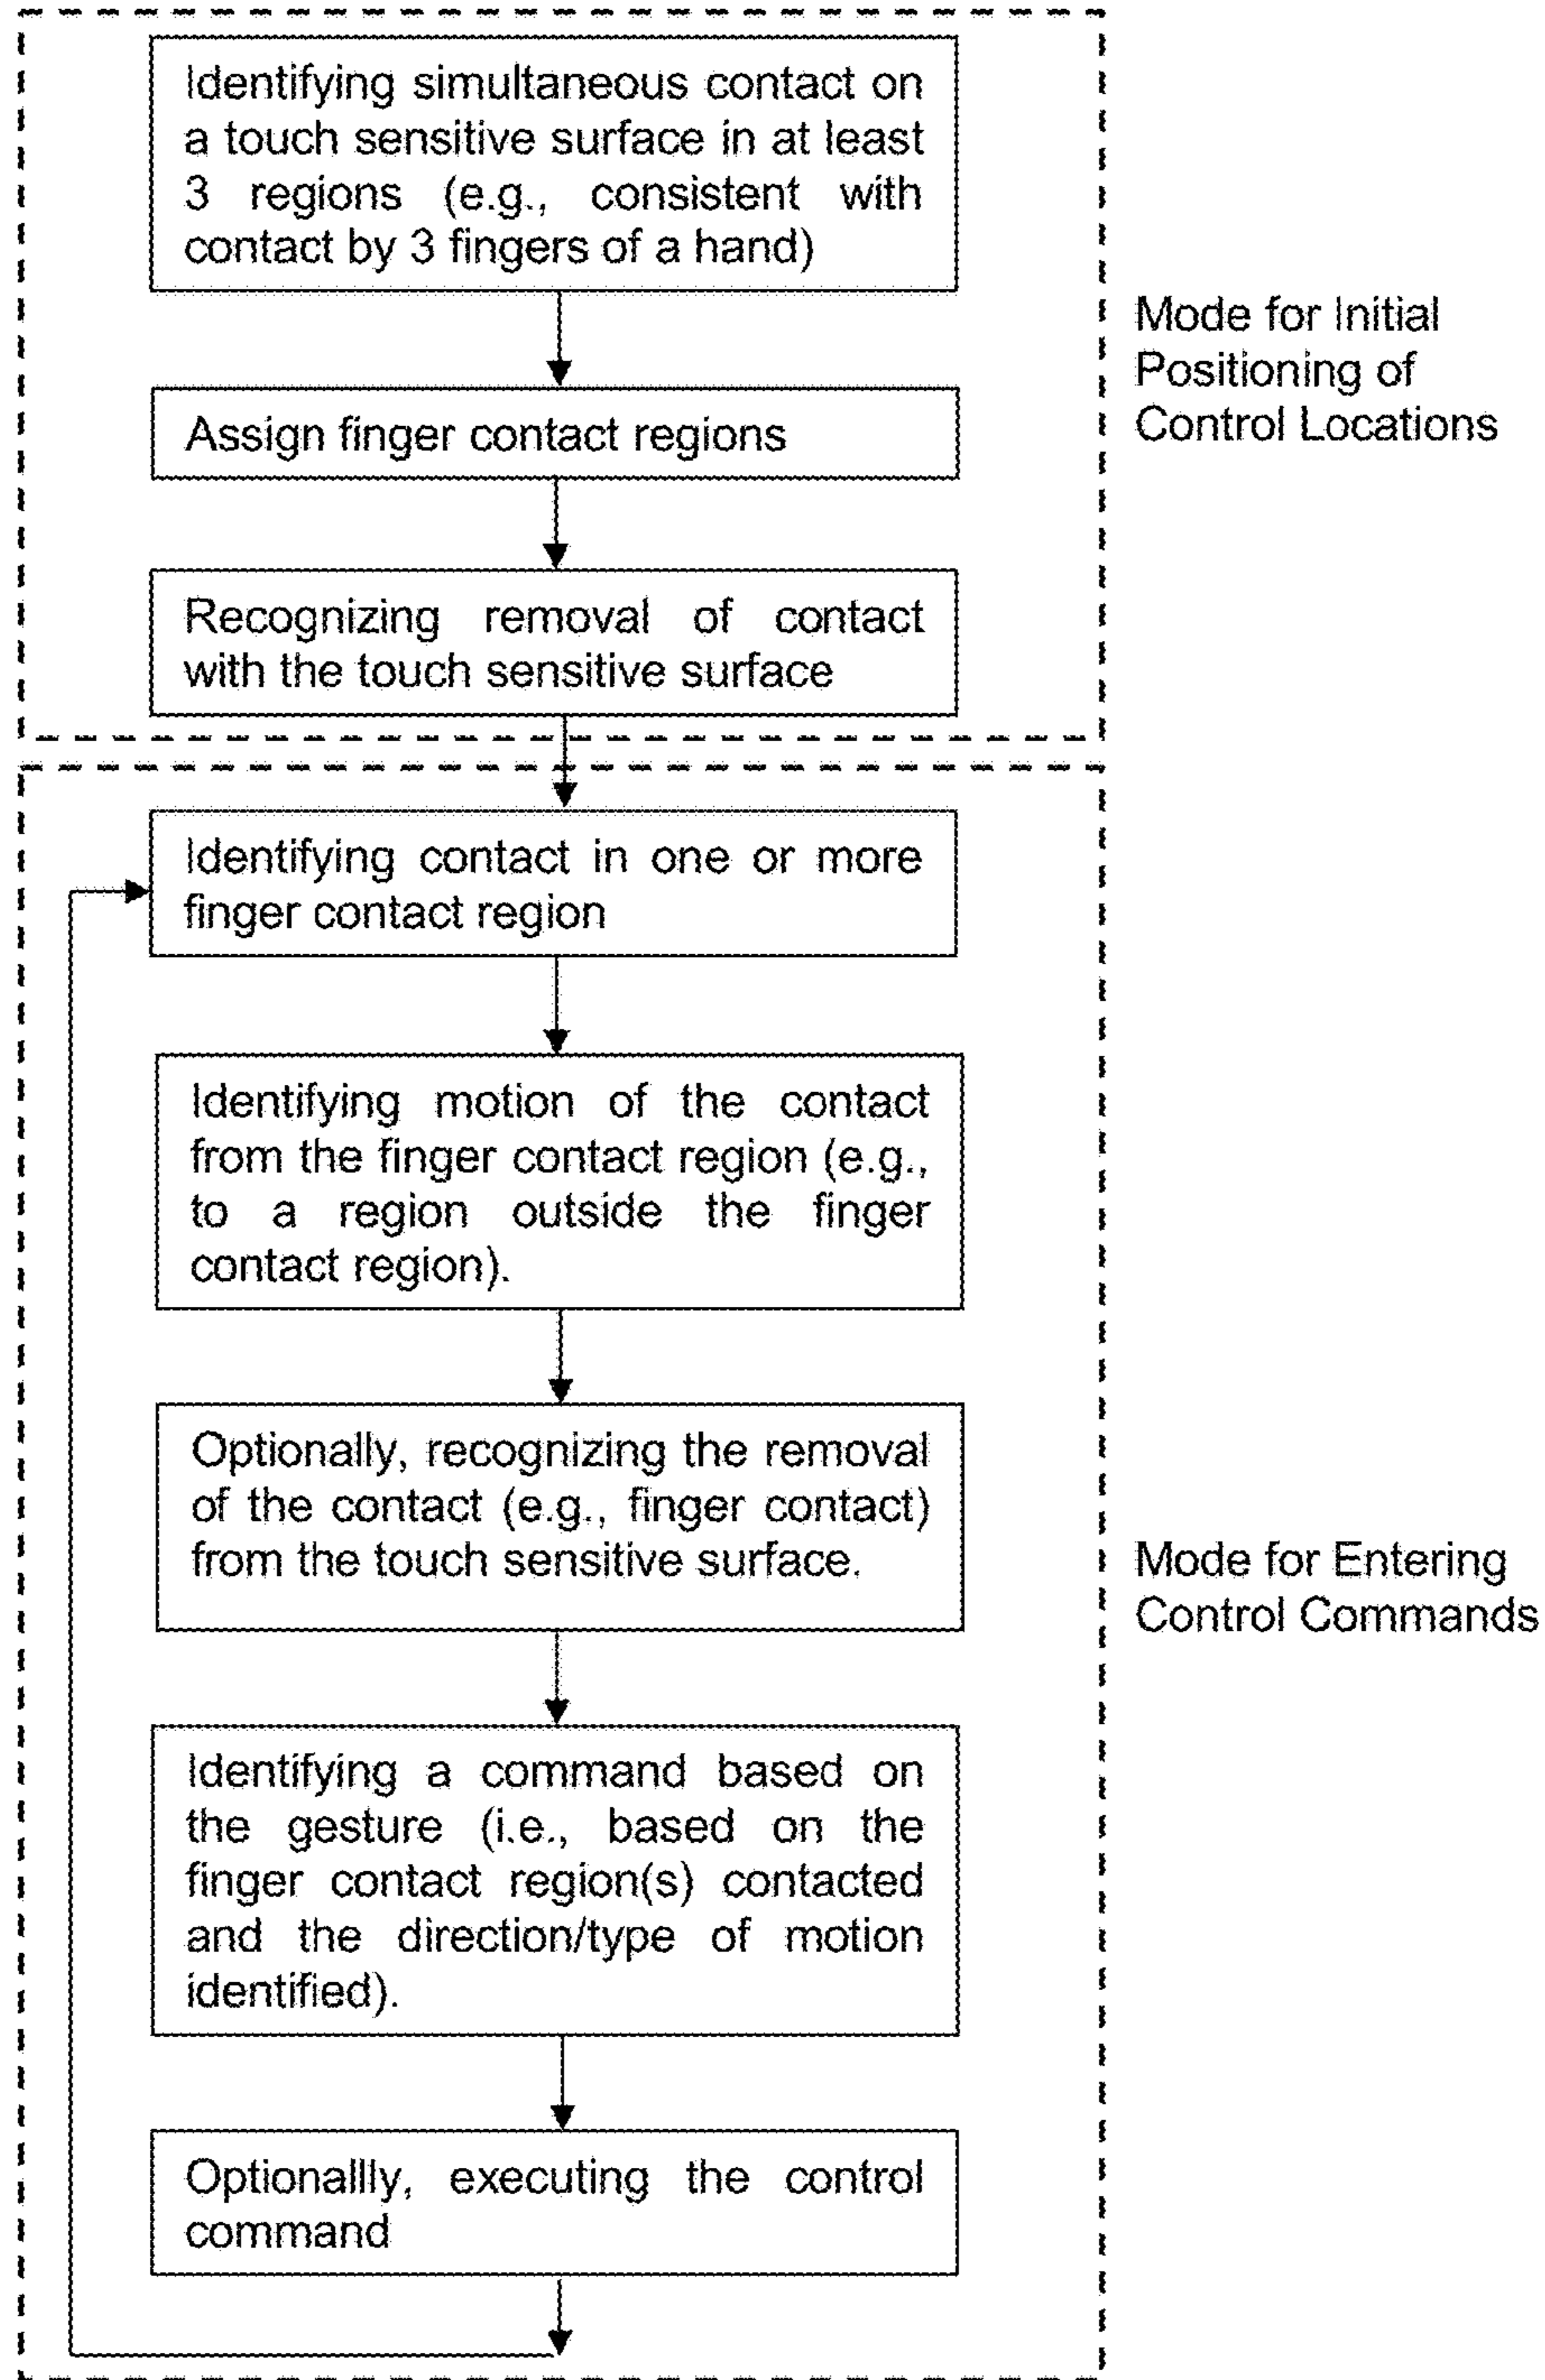 Identifying simultaneous contact on
a touch sensitive surface in at least
3 regions (e.g., consistent with
contact by 3 fingers of a hand)
Mode for Initial
Positioning of
Control Locations
Assign finger contact regions
Recognizing removal of contact
with the touch sensitive surface
Identifying contact in one or more
finger contact region
Identifying motion of the contact
from the finger contact region (e.g.,
to a region outside the finger
contact region).
Optionally, recognizing the removal
of the contact (e.g., finger contact)
from the touch sensitive surface.
Mode for Entering
Control Commands
Identifying a command based on
the gesture (i.e., based on the
finger contact region(s) contacted
and the direction/type of motion
identified).
Optionallly, executing the control
command